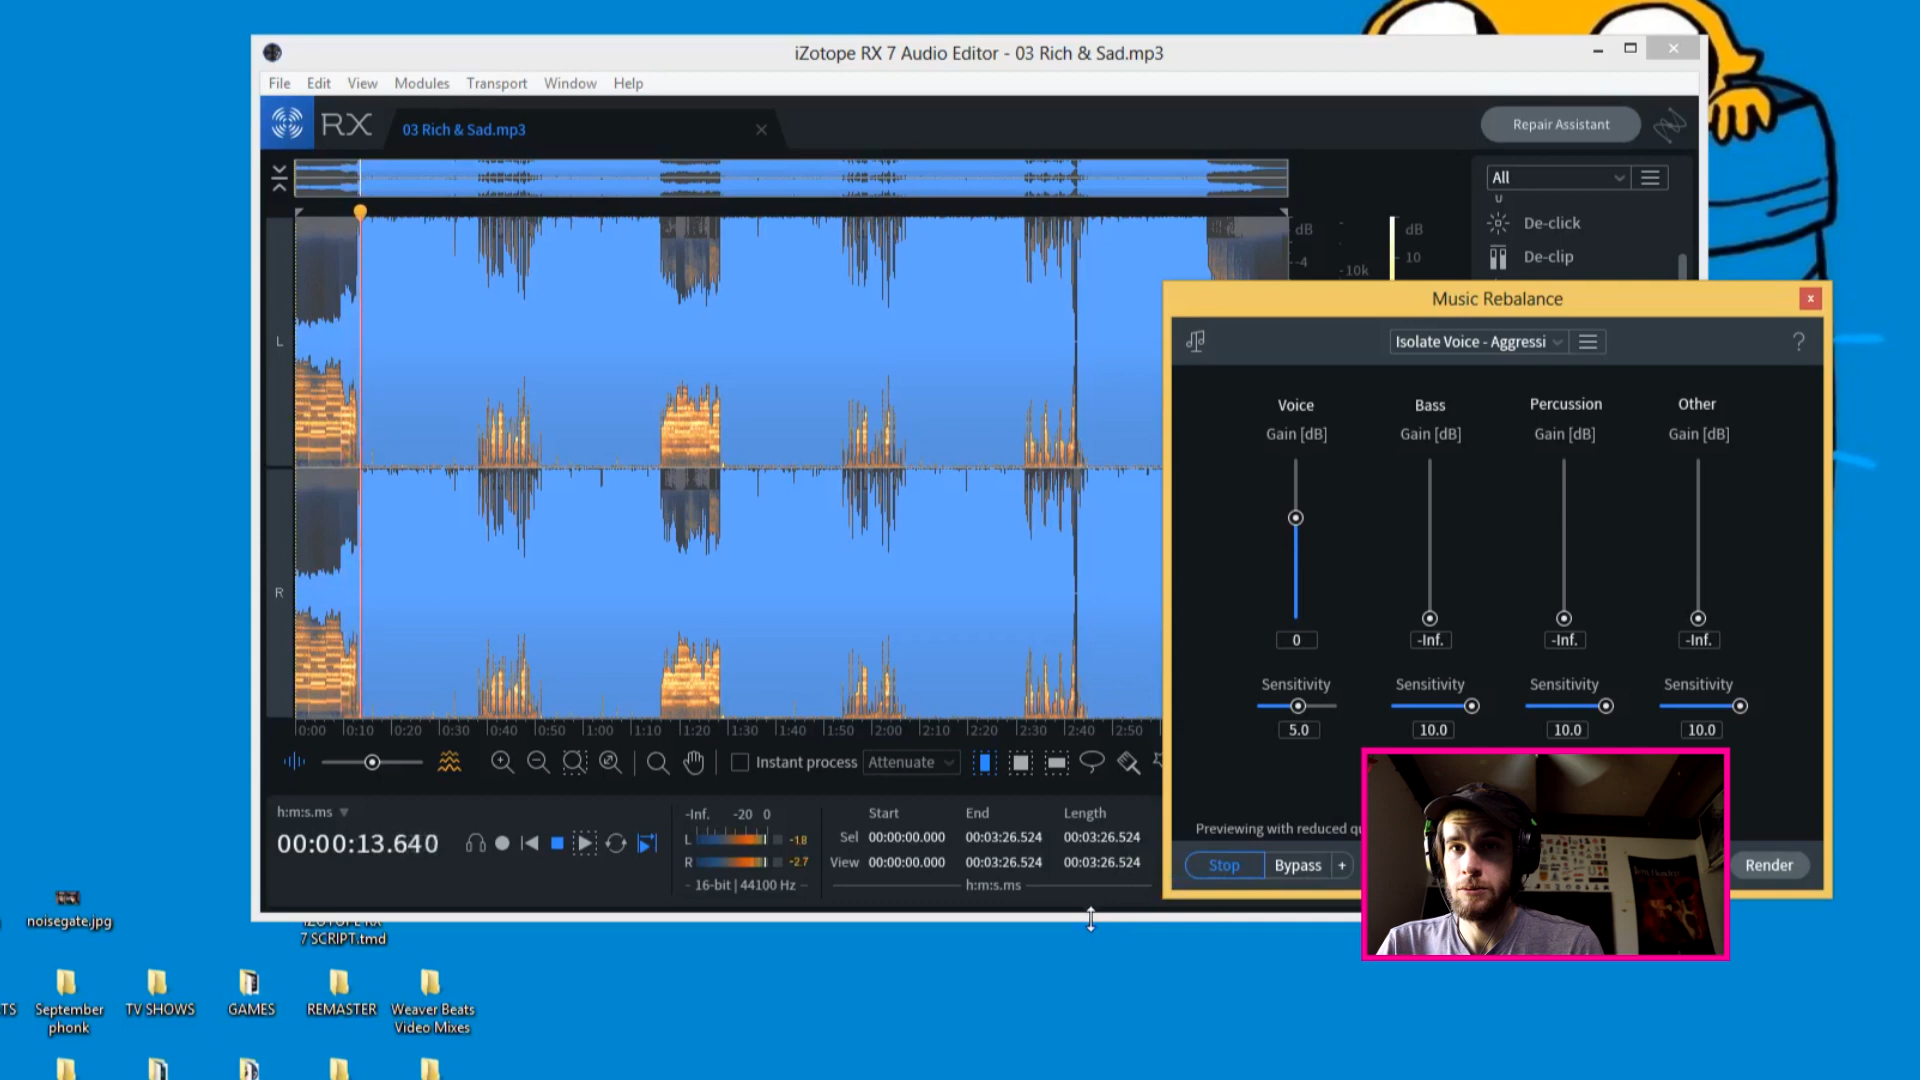 iZotope RX 7 Audio Editor - 03 Rich & Sad.mp3
File Edit View Modules Transport Window Help
RX
03 Rich & Sad.mp3
Repair Assistant
All
De-click
De-clip
dB
-4
-10k
dB
10
L
R
0:00 0:10 0:20 0:30 0:40 0:50 1:00 1:10 1:20 1:30 1:40 1:50 2:00 2:10 2:20 2:30 2:40 2:50
Instant process Attenuate
h:m:s.ms
00:00:13.640
-Inf. -20 0
L -1.8
R -2.7
16-bit | 44100 Hz
Start End Length
Sel 00:00:00.000 00:03:26.524 00:03:26.524
View 00:00:00.000 00:03:26.524 00:03:26.524
h:m:s.ms
Music Rebalance
x
Isolate Voice - Aggressi
?
Voice Bass Percussion Other
Gain [dB] Gain [dB] Gain [dB] Gain [dB]
0 -Inf. -Inf. -Inf.
Sensitivity Sensitivity Sensitivity Sensitivity
5.0 10.0 10.0 10.0
Previewing with reduced qu
Stop Bypass + Render
noisegate.jpg
7 SCRIPT.tmd
TS
September
phonk
TV SHOWS
GAMES
REMASTER
Weaver Beats
Video Mixes